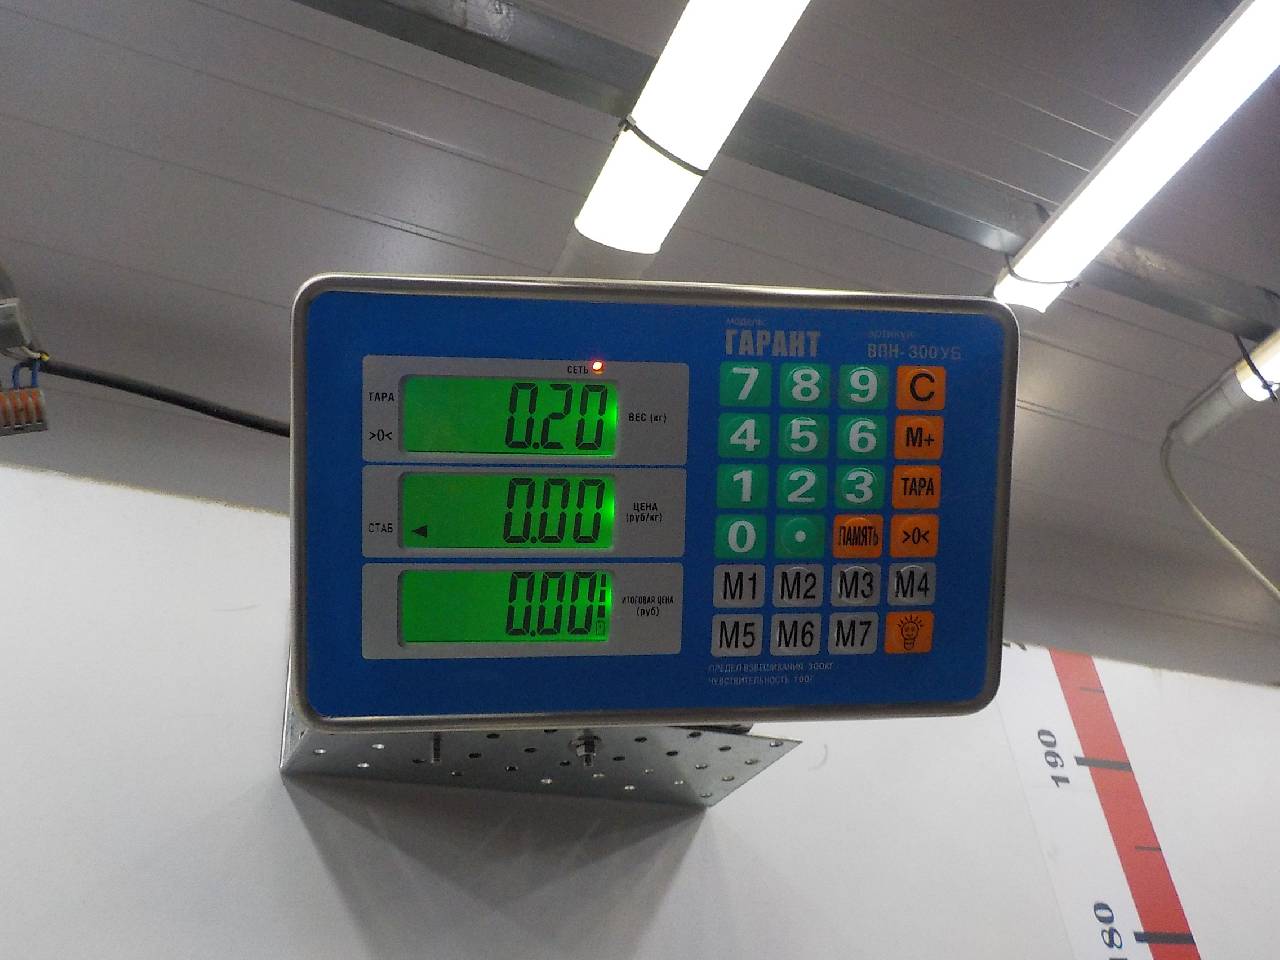 модель:
ГАРАНТ
артикул:
ВПН-300УБ
СЕТЬ
ТАРА
>0<
0.20
ВЕС (кг)
СТАБ
0.00
ЦЕНА
(руб/кг)
0.00
ИТОГОВАЯ ЦЕНА
(руб)
7 8 9 C
4 5 6 M+
1 2 3 ТАРА
0 . ПАМЯТЬ >0<
M1 M2 M3 M4
M5 M6 M7
ПРЕДЕЛ ВЗВЕШИВАНИЯ 300КГ
ЧУВСТВИТЕЛЬНОСТЬ 100Г
190
180